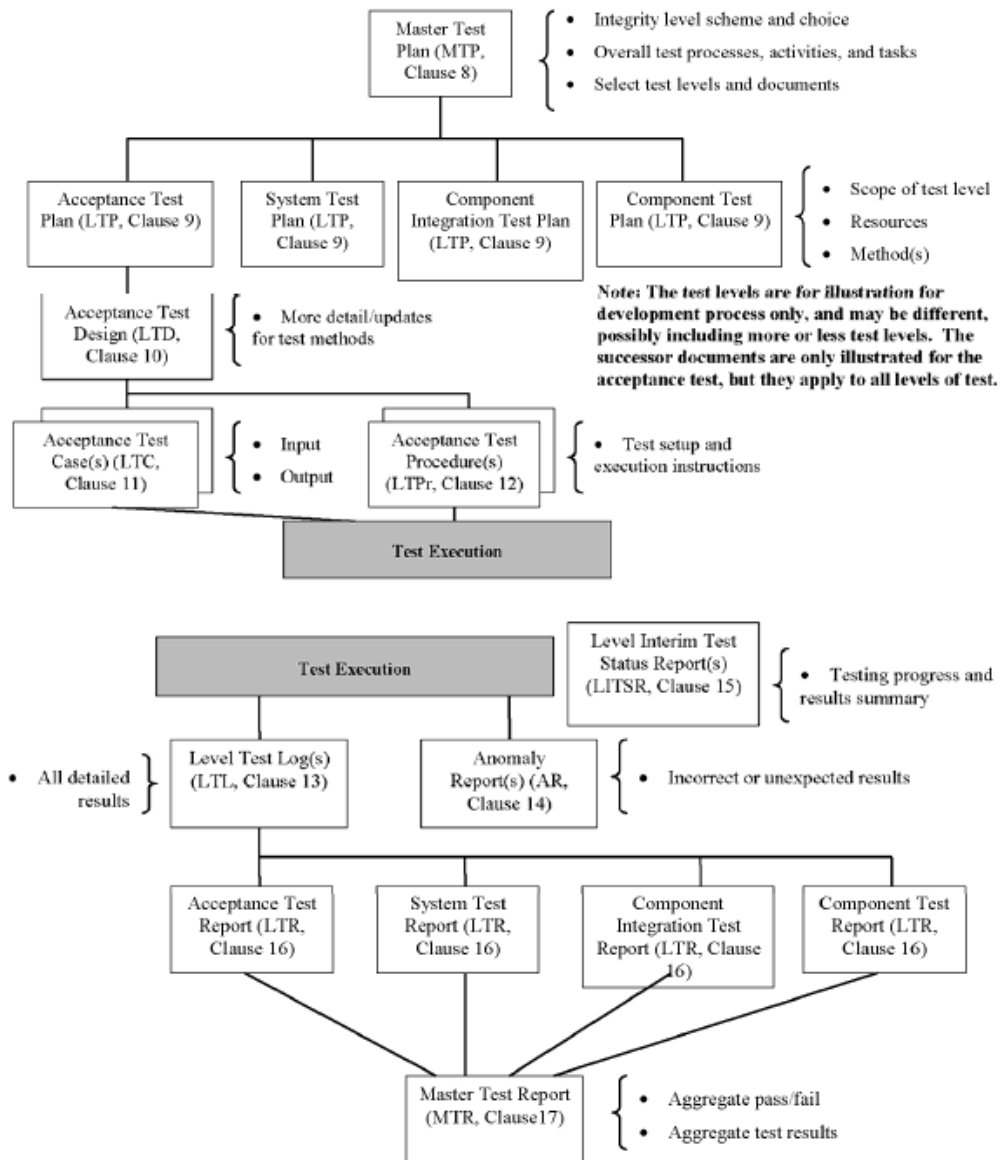 Master Test
Plan (MTP,
Clause 8)
• Integrity level scheme and choice
• Overall test processes, activities, and tasks
• Select test levels and documents
Acceptance Test
Plan (LTP, Clause 9)
System Test
Plan (LTP,
Clause 9)
Component
Integration Test Plan
(LTP, Clause 9)
Component Test
Plan (LTP, Clause 9)
• Scope of test level
• Resources
• Method(s)
Note: The test levels are for illustration for
development process only, and may be different,
possibly including more or less test levels. The
successor documents are only illustrated for the
acceptance test, but they apply to all levels of test.
Acceptance Test
Design (LTD,
Clause 10)
• More detail/updates
for test methods
Acceptance Test
Case(s) (LTC,
Clause 11)
• Input
• Output
Acceptance Test
Procedure(s)
(LTPr, Clause 12)
• Test setup and
execution instructions
Test Execution
Test Execution
Level Interim Test
Status Report(s)
(LITSR, Clause 15)
• Testing progress and
results summary
• All detailed
results
Level Test Log(s)
(LTL, Clause 13)
Anomaly
Report(s) (AR,
Clause 14)
• Incorrect or unexpected results
Acceptance Test
Report (LTR,
Clause 16)
System Test
Report (LTR,
Clause 16)
Component
Integration Test
Report (LTR, Clause
16)
Component Test
Report (LTR,
Clause 16)
Master Test Report
(MTR, Clause17)
• Aggregate pass/fail
• Aggregate test results